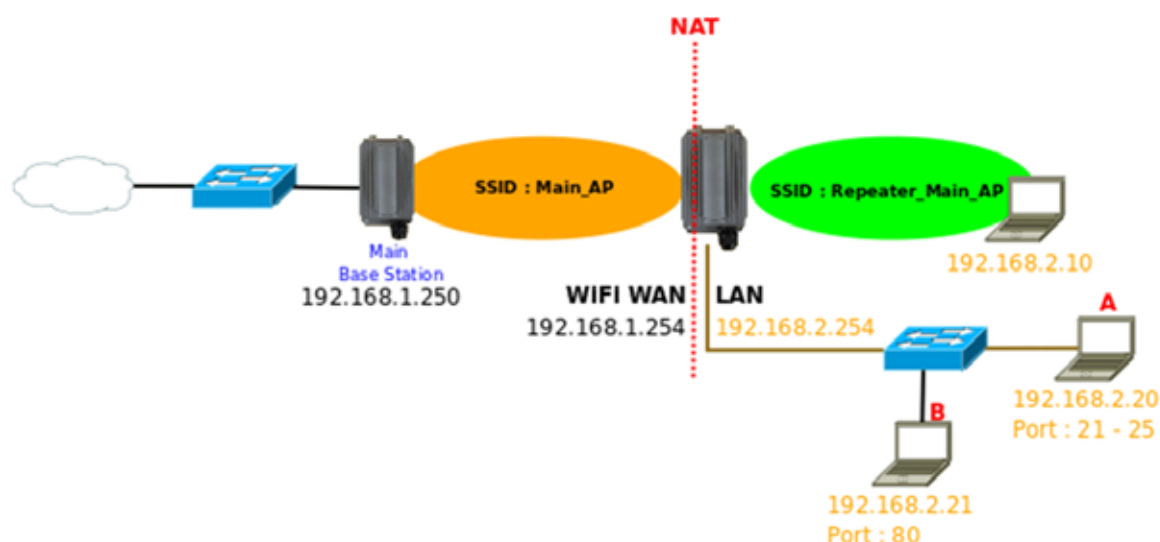 NAT
SSID : Main_AP
SSID : Repeater_Main_AP
Main
Base Station
192.168.1.250
192.168.2.10
WIFI WAN
192.168.1.254
LAN
192.168.2.254
A
192.168.2.20
Port : 21 - 25
B
192.168.2.21
Port : 80